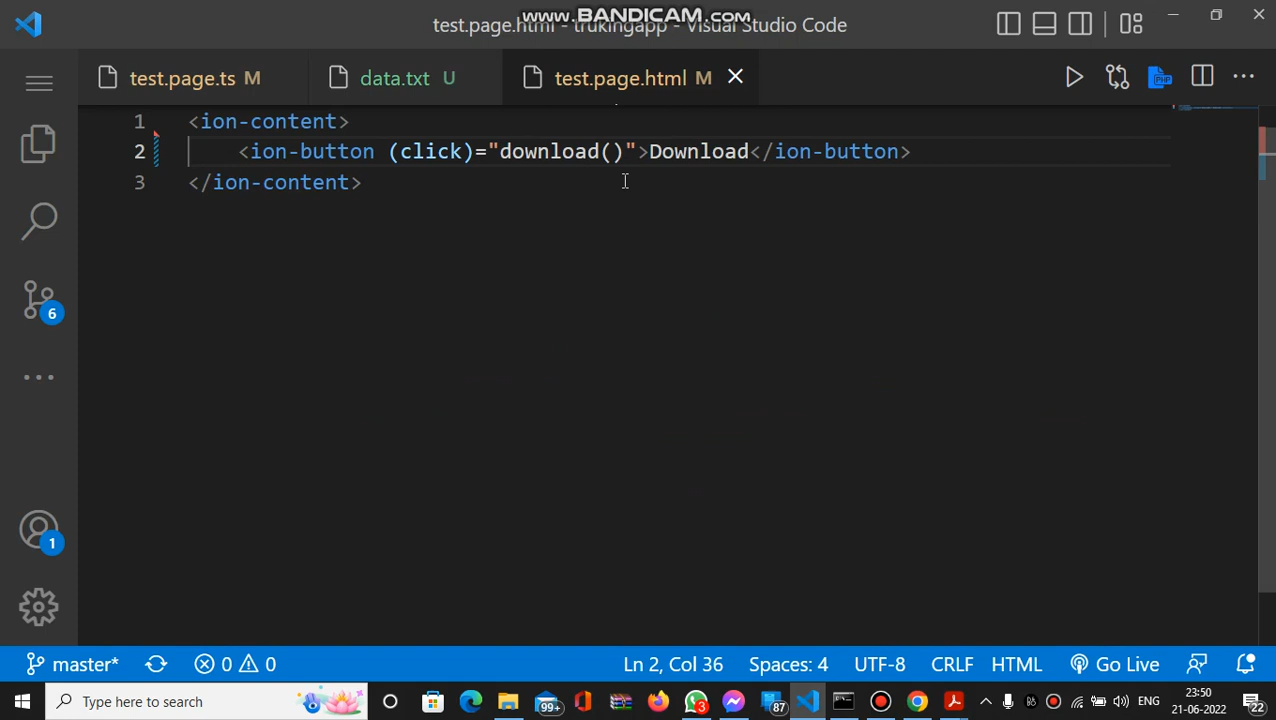 www.BANDICAM.com
test.page.html - trukingapp - Visual Studio Code
test.page.ts M
data.txt U
test.page.html M
PHP
1 <ion-content>
2 <ion-button (click)="download()">Download</ion-button>
3 </ion-content>
6
1
master* 0 0
Ln 2, Col 36 Spaces: 4 UTF-8 CRLF HTML Go Live
Type here to search
99+
3
87
ENG
23:50
21-06-2022
22